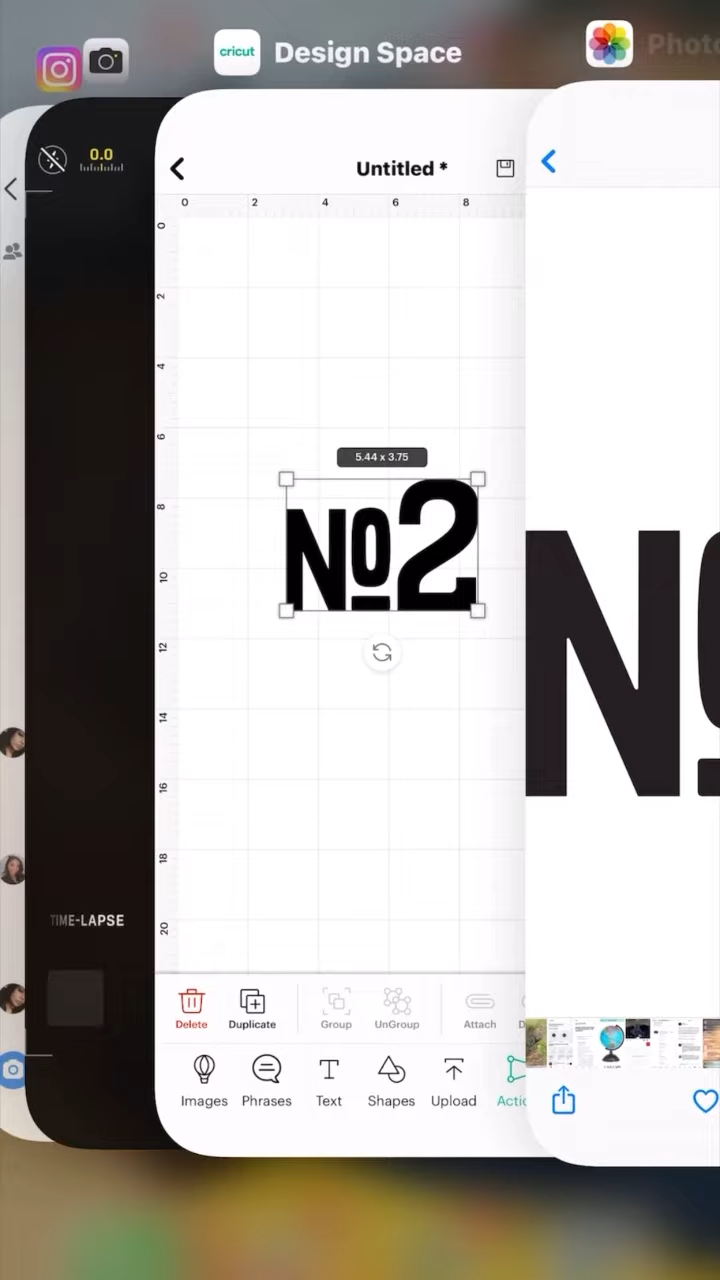 cricut
Design Space
Photo
0.0
Untitled *
0 2 4 6 8
0
2
4
6
5.44 x 3.75
8
No2
10
12
14
16
18
20
N
TIME-LAPSE
Delete
Duplicate
Group
UnGroup
Attach
Images
Phrases
Text
Shapes
Upload